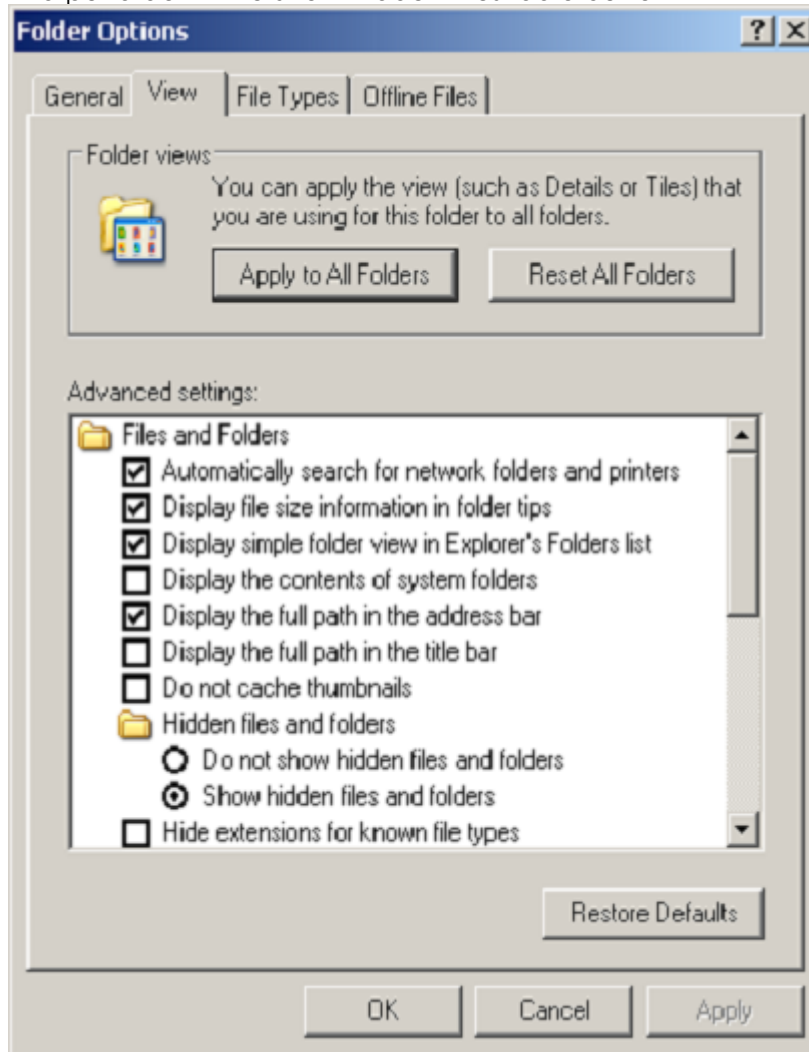 Folder Options
General View File Types Offline Files
Folder views
You can apply the view (such as Details or Tiles) that
you are using for this folder to all folders.
Apply to All Folders Reset All Folders
Advanced settings:
Files and Folders
Automatically search for network folders and printers
Display file size information in folder tips
Display simple folder view in Explorer's Folders list
Display the contents of system folders
Display the full path in the address bar
Display the full path in the title bar
Do not cache thumbnails
Hidden files and folders
Do not show hidden files and folders
Show hidden files and folders
Hide extensions for known file types
Restore Defaults
OK Cancel Apply